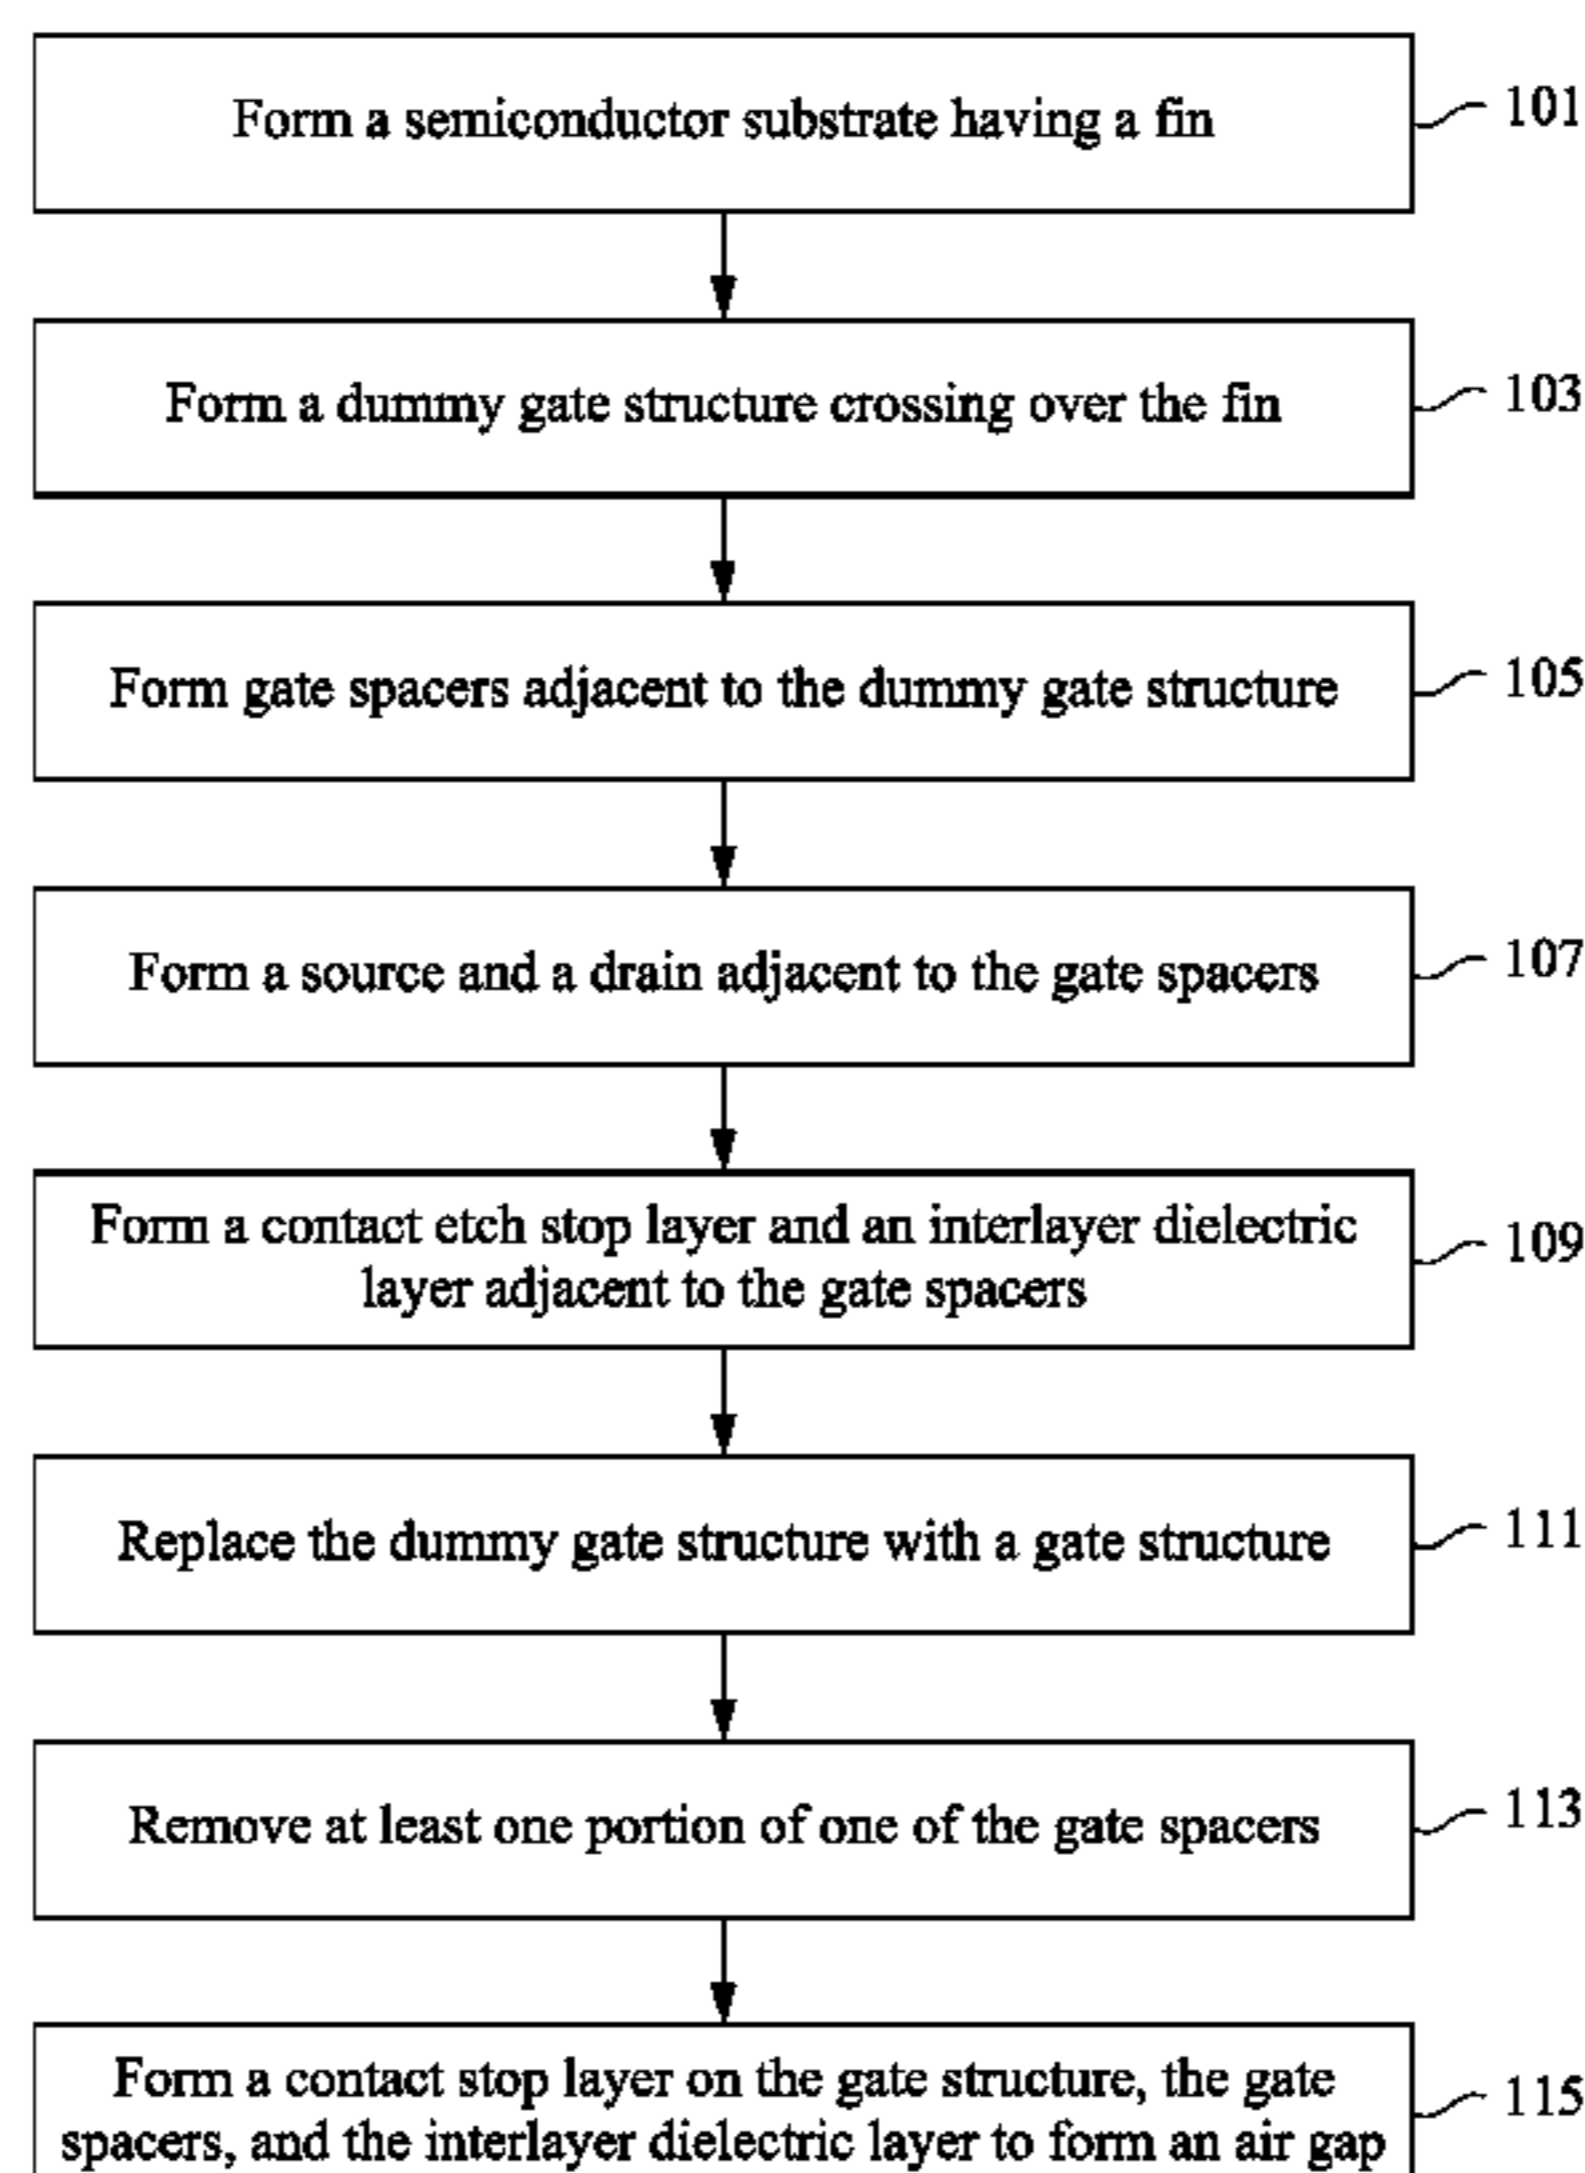 Form a semiconductor substrate having a fin
101
Form a dummy gate structure crossing over the fin
103
Form gate spacers adjacent to the dummy gate structure
105
Form a source and a drain adjacent to the gate spacers
107
Form a contact etch stop layer and an interlayer dielectric
layer adjacent to the gate spacers
109
Replace the dummy gate structure with a gate structure
111
Remove at least one portion of one of the gate spacers
113
Form a contact stop layer on the gate structure, the gate
spacers, and the interlayer dielectric layer to form an air gap
115